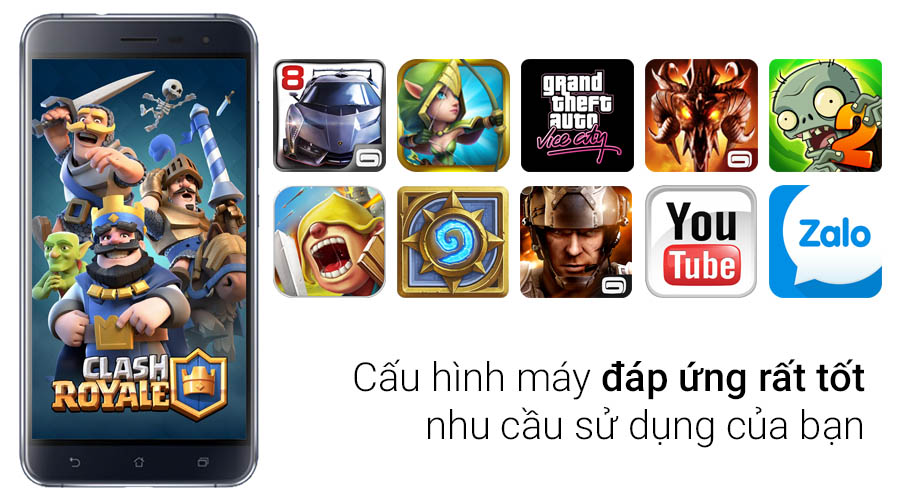 8
grand
theft
auto
Vice City
2
You
Tube
Zalo
CLASH
ROYALE
Cấu hình máy đáp ứng rất tốt
nhu cầu sử dụng của bạn